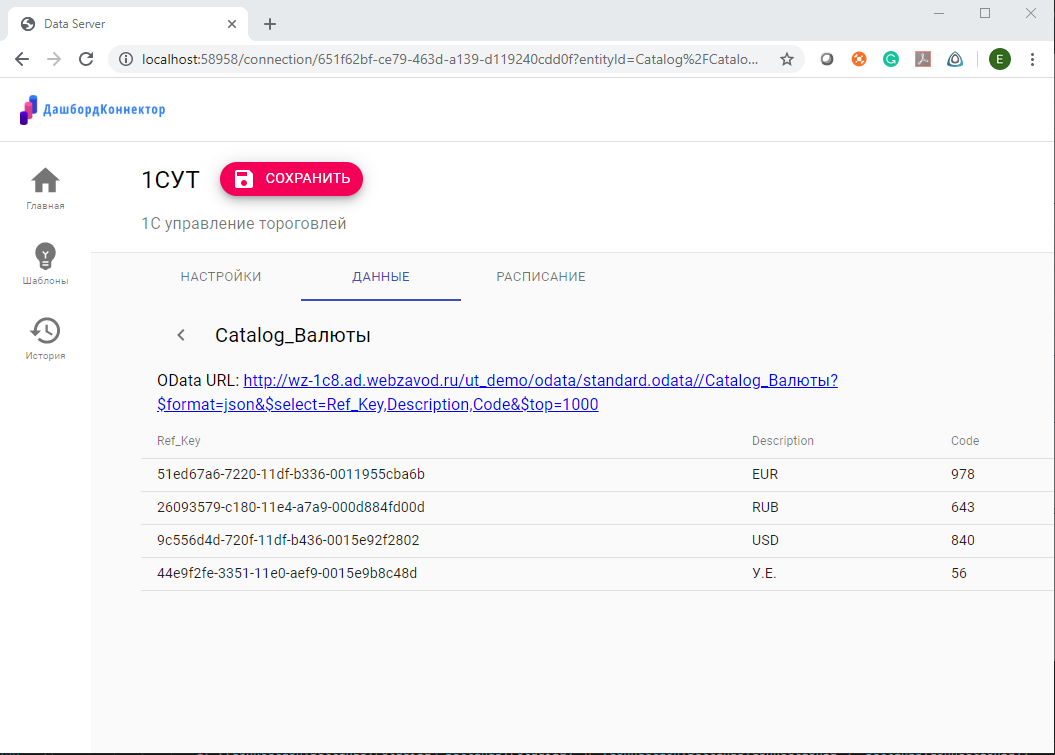 Data Server
localhost:58958/connection/651f62bf-ce79-463d-a139-d119240cdd0f?entityId=Catalog%2FCatalo...
E
ДашбордКоннектор
1СУТ
СОХРАНИТЬ
Главная
1С управление тороговлей
Шаблоны
НАСТРОЙКИ ДАННЫЕ РАСПИСАНИЕ
История
Catalog_Валюты
OData URL: http://wz-1c8.ad.webzavod.ru/ut_demo/odata/standard.odata//Catalog_Валюты?
$format=json&$select=Ref_Key,Description,Code&$top=1000
Ref_Key Description Code
51ed67a6-7220-11df-b336-0011955cba6b EUR 978
26093579-c180-11e4-a7a9-000d884fd00d RUB 643
9c556d4d-720f-11df-b436-0015e92f2802 USD 840
44e9f2fe-3351-11e0-aef9-0015e9b8c48d У.Е. 56